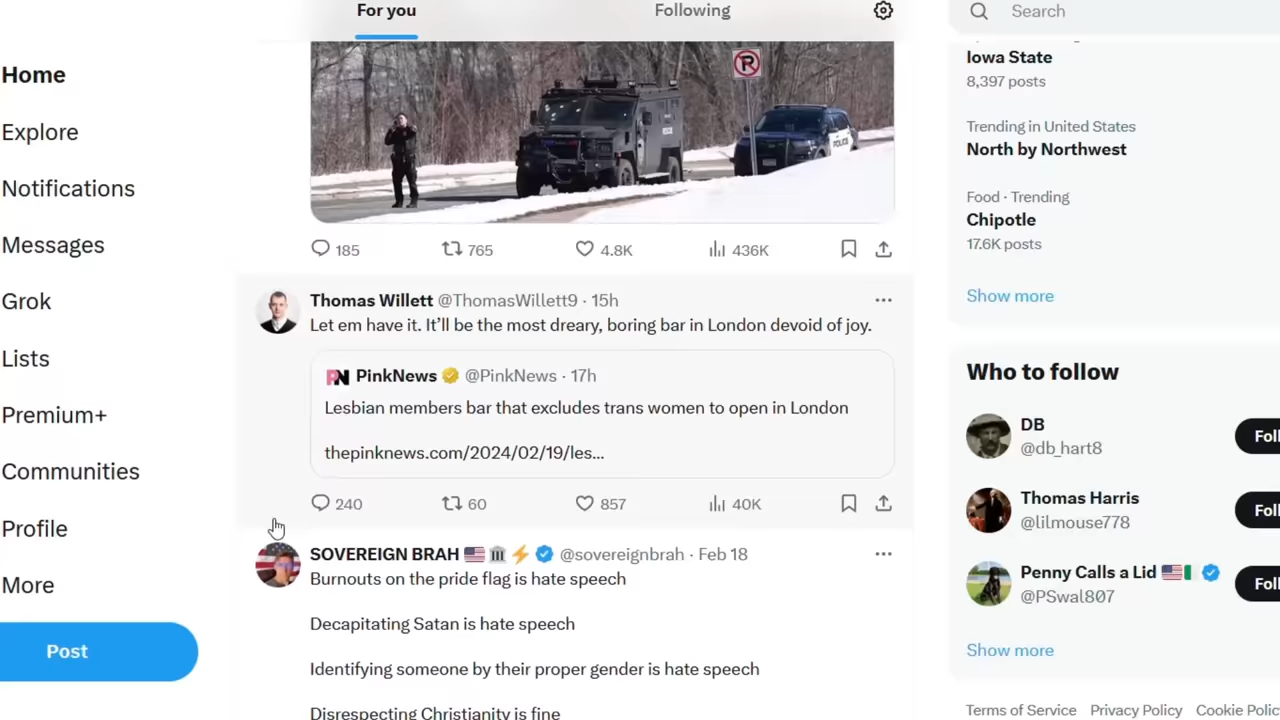 For you
Following
Search
Home
Explore
Notifications
Messages
Grok
Lists
Premium+
Communities
Profile
More
Post
POLICE
185
765
4.8K
436K
Thomas Willett @ThomasWillett9 · 15h
Let em have it. It’ll be the most dreary, boring bar in London devoid of joy.
PN PinkNews @PinkNews · 17h
Lesbian members bar that excludes trans women to open in London
thepinknews.com/2024/02/19/les...
240
60
857
40K
SOVEREIGN BRAH @sovereignbrah · Feb 18
Burnouts on the pride flag is hate speech
Decapitating Satan is hate speech
Identifying someone by their proper gender is hate speech
Disrespecting Christianity is fine
Iowa State
8,397 posts
Trending in United States
North by Northwest
Food · Trending
Chipotle
17.6K posts
Show more
Who to follow
DB
@db_hart8
Thomas Harris
@lilmouse778
Penny Calls a Lid
@PSwal807
Show more
Terms of Service Privacy Policy Cookie